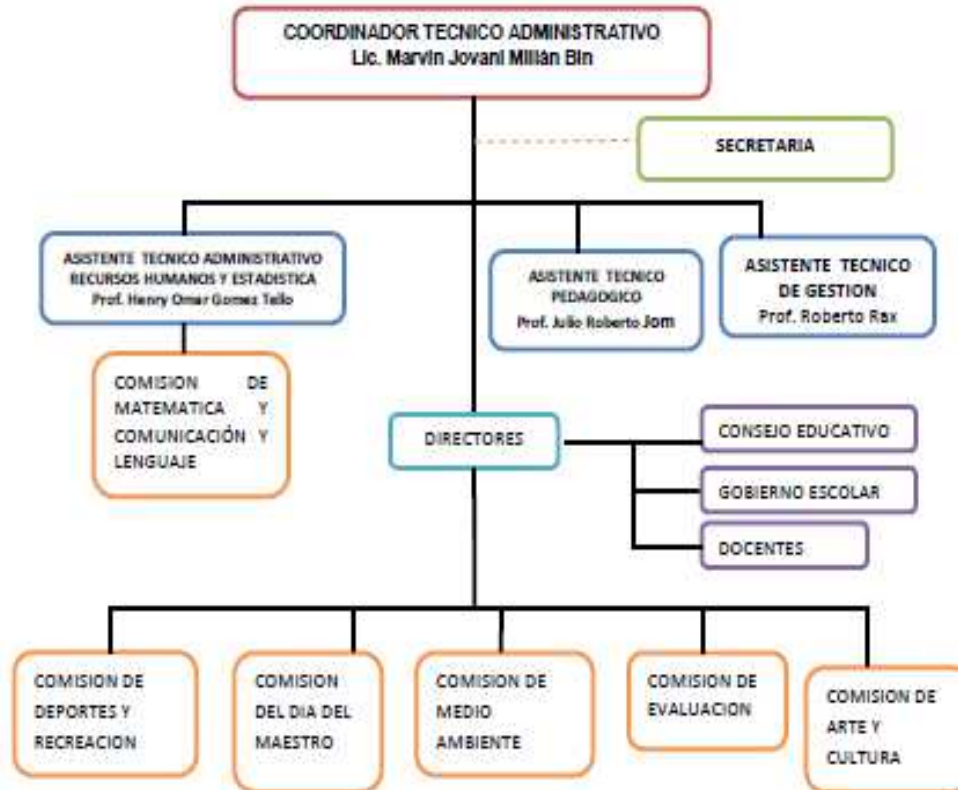 COORDINADOR TECNICO ADMINISTRATIVO
Lic. Marvin Jovani Milián Bin
SECRETARIA
ASISTENTE TECNICO ADMINISTRATIVO
RECURSOS HUMANOS Y ESTADISTICA
Prof. Henry Omar Gomez Tello
ASISTENTE TECNICO
PEDAGOGICO
Prof. Julio Roberto Jom
ASISTENTE TECNICO
DE GESTION
Prof. Roberto Rax
COMISION DE
MATEMATICA Y
COMUNICACIÓN Y
LENGUAJE
DIRECTORES
CONSEJO EDUCATIVO
GOBIERNO ESCOLAR
DOCENTES
COMISION DE
DEPORTES Y
RECREACION
COMISION
DEL DIA DEL
MAESTRO
COMISION DE
MEDIO
AMBIENTE
COMISION DE
EVALUACION
COMISION DE
ARTE Y
CULTURA